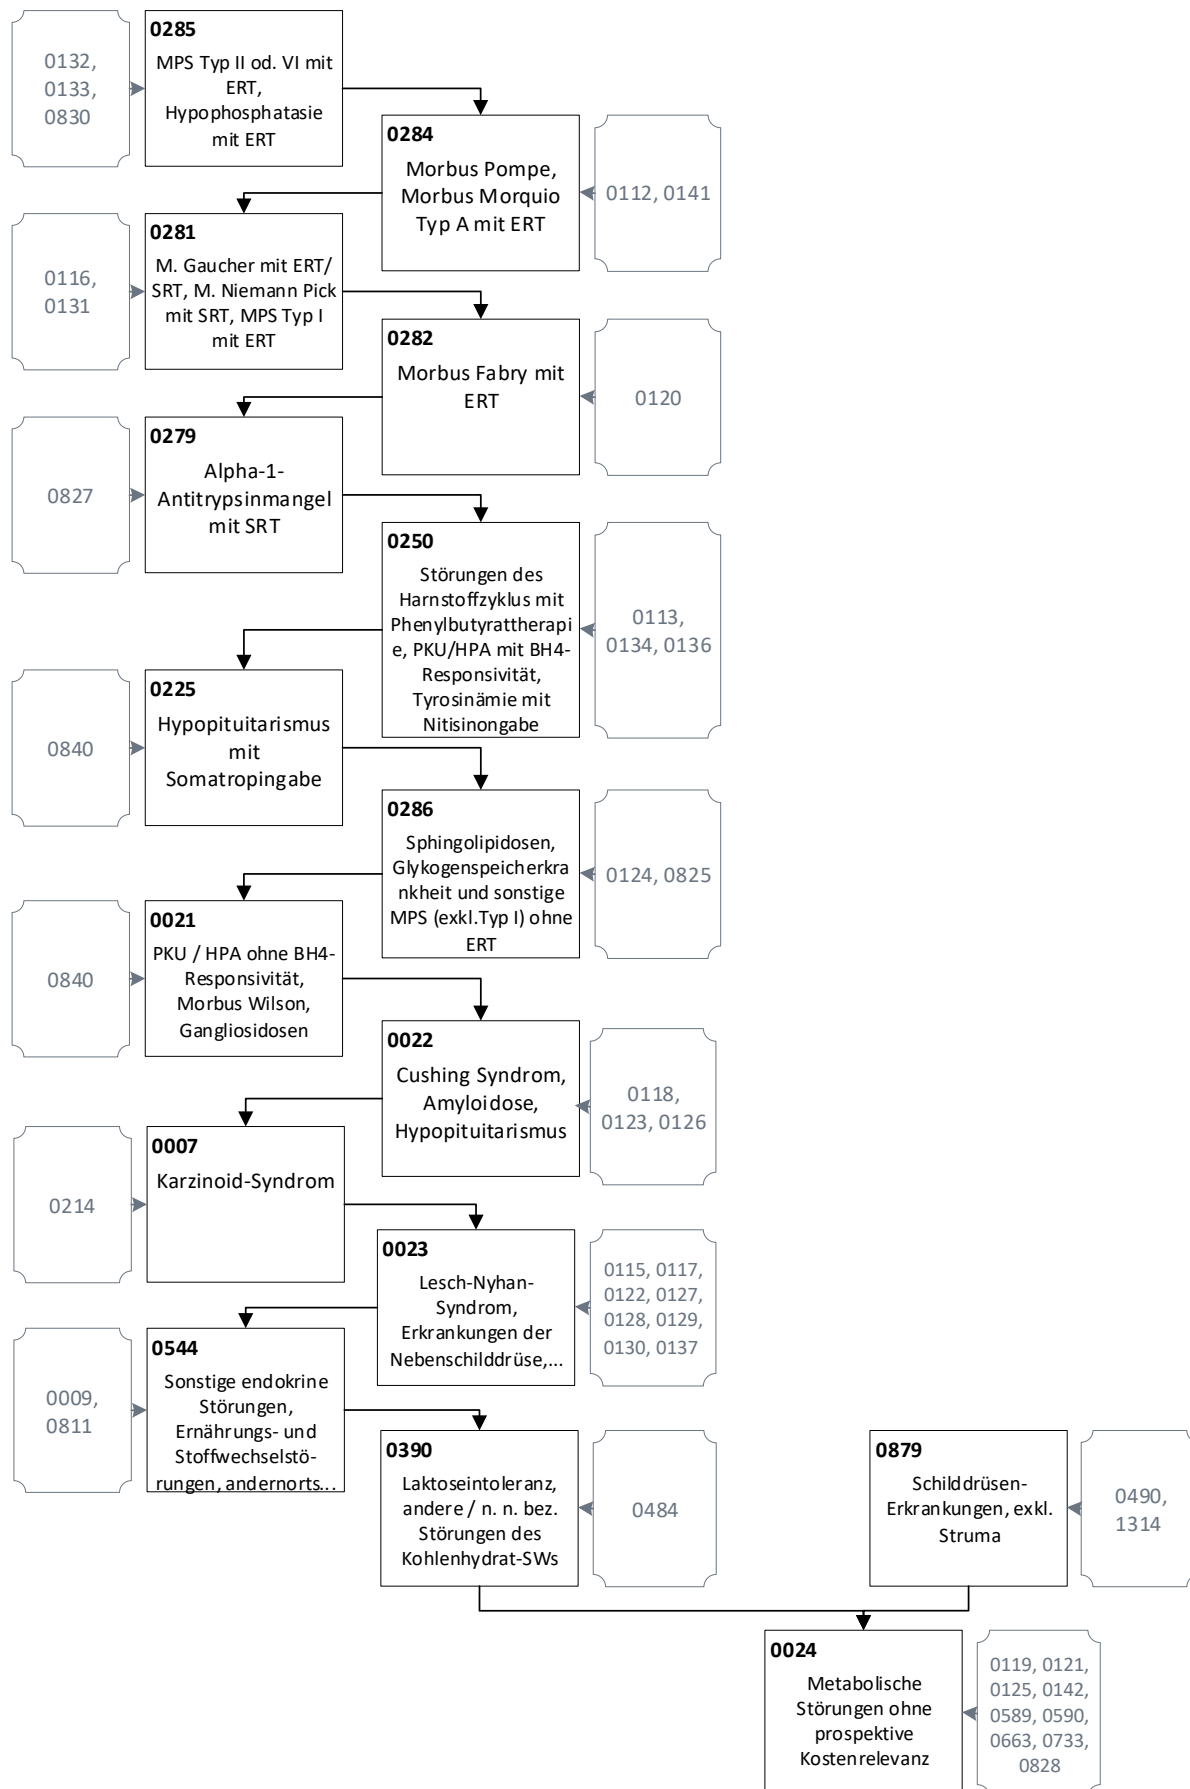 0132,
0133,
0830
0285
MPS Typ II od. VI mit
ERT,
Hypophosphatasie
mit ERT
0284
Morbus Pompe,
Morbus Morquio
Typ A mit ERT
0112, 0141
0116,
0131
0281
M. Gaucher mit ERT/
SRT, M. Niemann Pick
mit SRT, MPS Typ I
mit ERT
0282
Morbus Fabry mit
ERT
0120
0827
0279
Alpha-1-
Antitrypsinmangel
mit SRT
0250
Störungen des
Harnstoffzyklus mit
Phenylbutyrattherapi
e, PKU/HPA mit BH4-
Responsivität,
Tyrosinämie mit
Nitisinongabe
0113,
0134, 0136
0840
0225
Hypopituitarismus
mit
Somatropingabe
0286
Sphingolipidosen,
Glykogenspeicherkra
nkheit und sonstige
MPS (exkl.Typ I) ohne
ERT
0124, 0825
0840
0021
PKU / HPA ohne BH4-
Responsivität,
Morbus Wilson,
Gangliosidosen
0022
Cushing Syndrom,
Amyloidose,
Hypopituitarismus
0118,
0123, 0126
0214
0007
Karzinoid-Syndrom
0023
Lesch-Nyhan-
Syndrom,
Erkrankungen der
Nebenschilddrüse,...
0115, 0117,
0122, 0127,
0128, 0129,
0130, 0137
0009,
0811
0544
Sonstige endokrine
Störungen,
Ernährungs- und
Stoffwechselstö-
rungen, andernorts...
0390
Laktoseintoleranz,
andere / n. n. bez.
Störungen des
Kohlenhydrat-SWs
0484
0879
Schilddrüsen-
Erkrankungen, exkl.
Struma
0490,
1314
0024
Metabolische
Störungen ohne
prospektive
Kostenrelevanz
0119, 0121,
0125, 0142,
0589, 0590,
0663, 0733,
0828